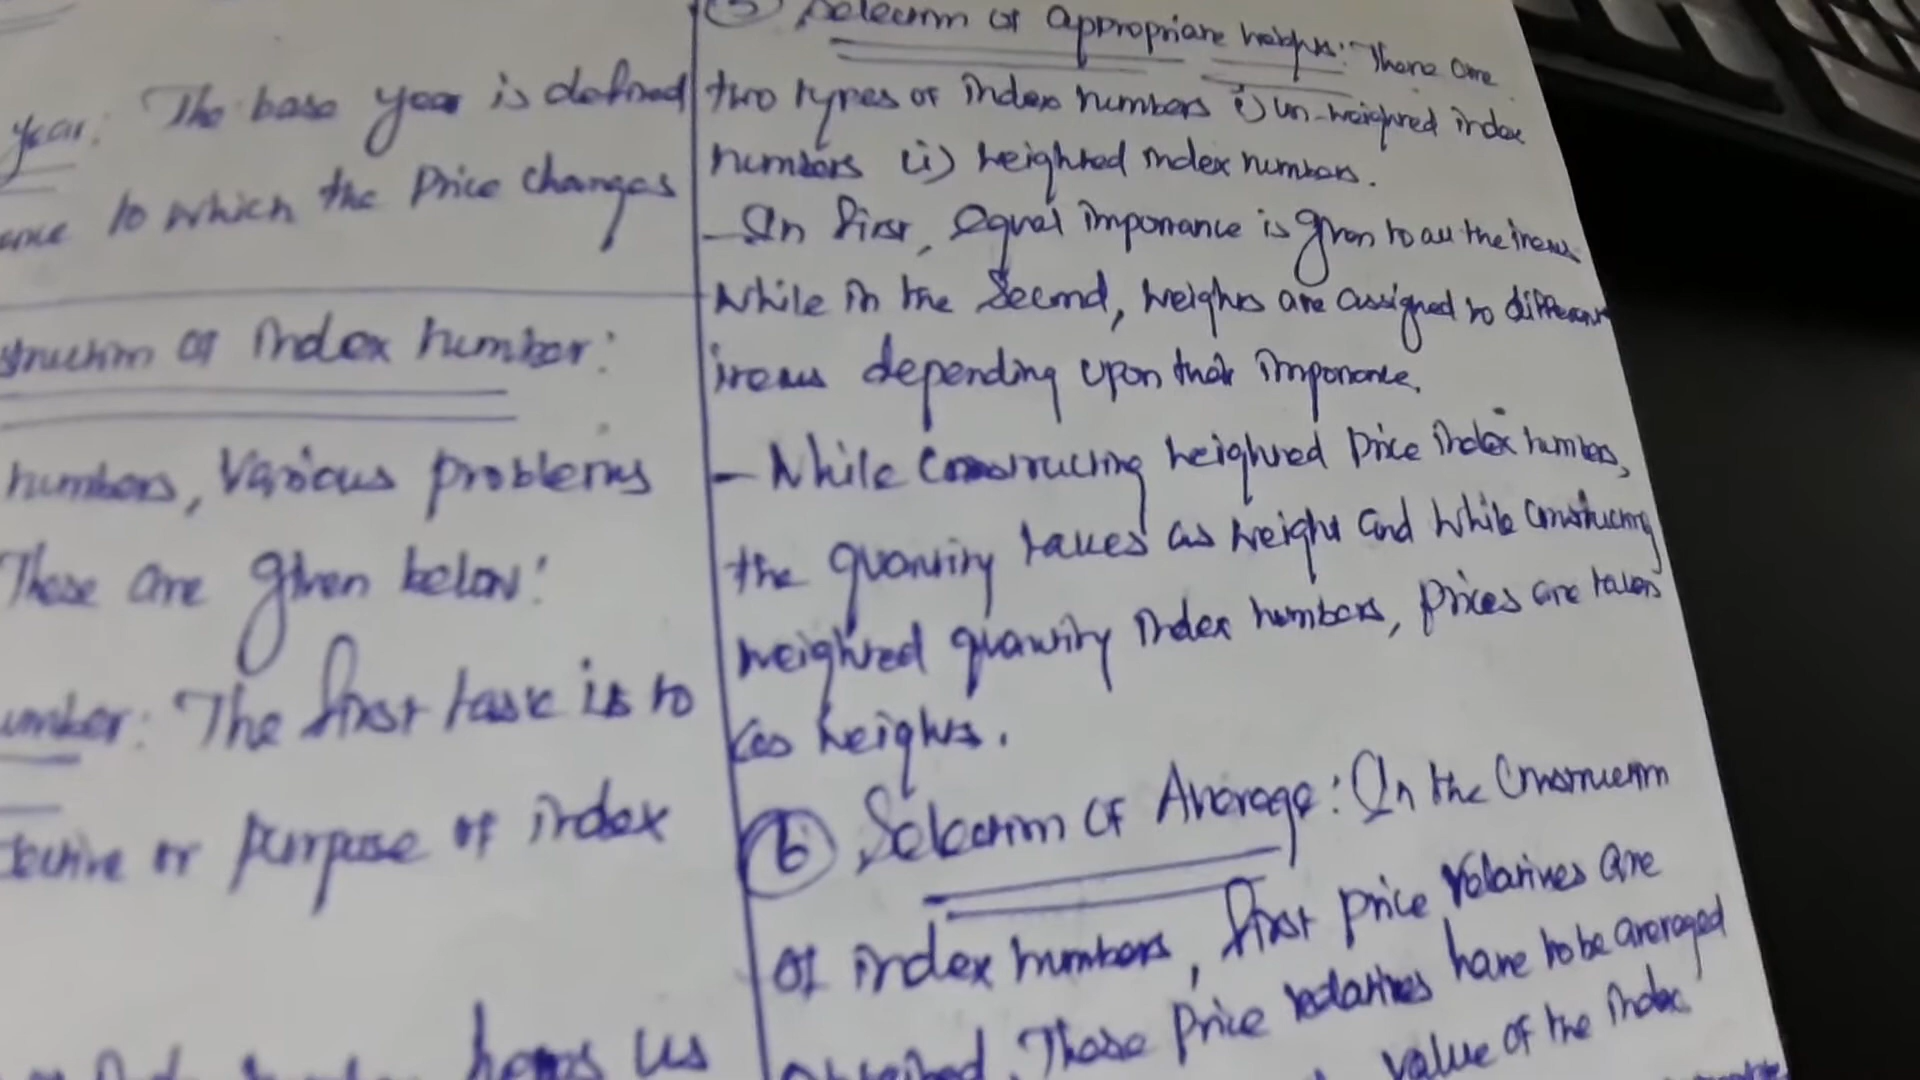 year: The base year is defined
to which the Price changes
of index number:
numbers, Various problems
These are given below:
The first task is to
or purpose of index
us
Selection of appropriate weights: There are
two types of index numbers i) un-weighted index
numbers (ii) weighted index numbers.
- In first, equal importance is given to all the items
while in the Second, weights are assigned to different
items depending upon their importance.
- While constructing weighted Price index numbers,
the quantity takes as weight and while constructing
weighted quantity index numbers, prices are taken
as weights.
6 Selection of Average: In the Construction
of index numbers, first price relatives are
obtained. These Price relatives have to be averaged
value of the index